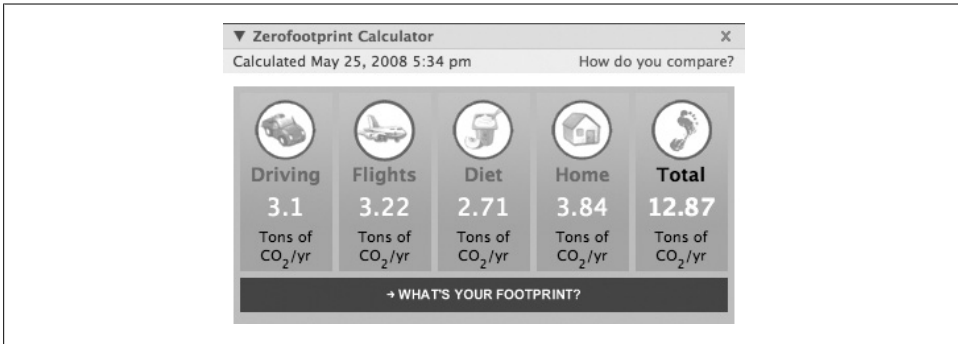 ▼ Zerofootprint Calculator X
Calculated May 25, 2008 5:34 pm How do you compare?
Driving Flights Diet Home Total
3.1 3.22 2.71 3.84 12.87
Tons of Tons of Tons of Tons of Tons of
CO₂/yr CO₂/yr CO₂/yr CO₂/yr CO₂/yr
→ WHAT'S YOUR FOOTPRINT?